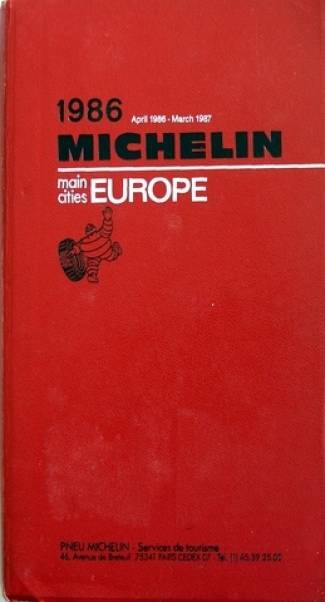 1986 April 1986 - March 1987
MICHELIN
main cities EUROPE
PNEU MICHELIN - Services de tourisme
46, Avenue de Breteuil 75341 PARIS CEDEX 07 - Tél. (1) 45.39.25.00